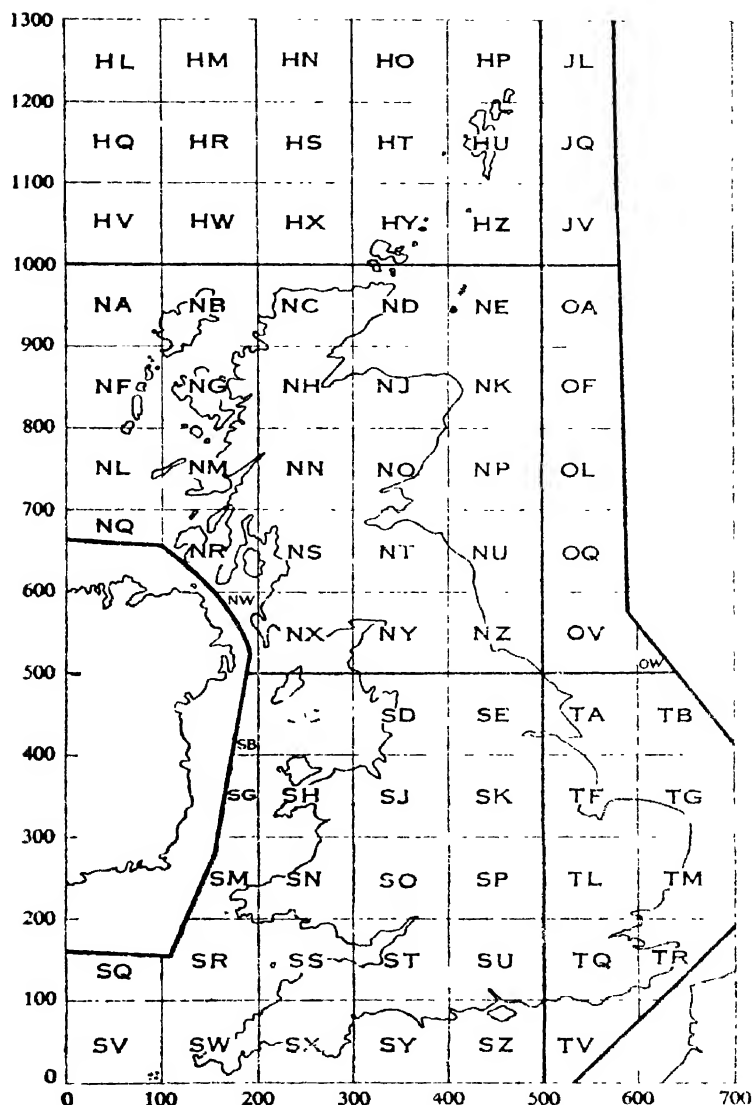 1300
HL HM HN HO HP JL
1200
HQ HR HS HT HU JQ
1100
HV HW HX HY HZ JV
1000
NA NB NC ND NE OA
900
NF NG NH NJ NK OF
800
NL NM NN NO NP OL
700
NQ
NR NS NT NU OQ
600
NW
NX NY NZ OV
500
OW
SD SE TA TB
400
SB
SG SH SJ SK TF TG
300
SM SN SO SP TL TM
200
SQ SR SS ST SU TQ TR
100
SV SW SX SY SZ TV
0
0 100 200 300 400 500 600 700